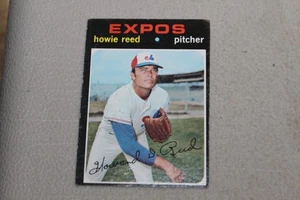 EXPOS
howie reed • pitcher
Howard D. Reed